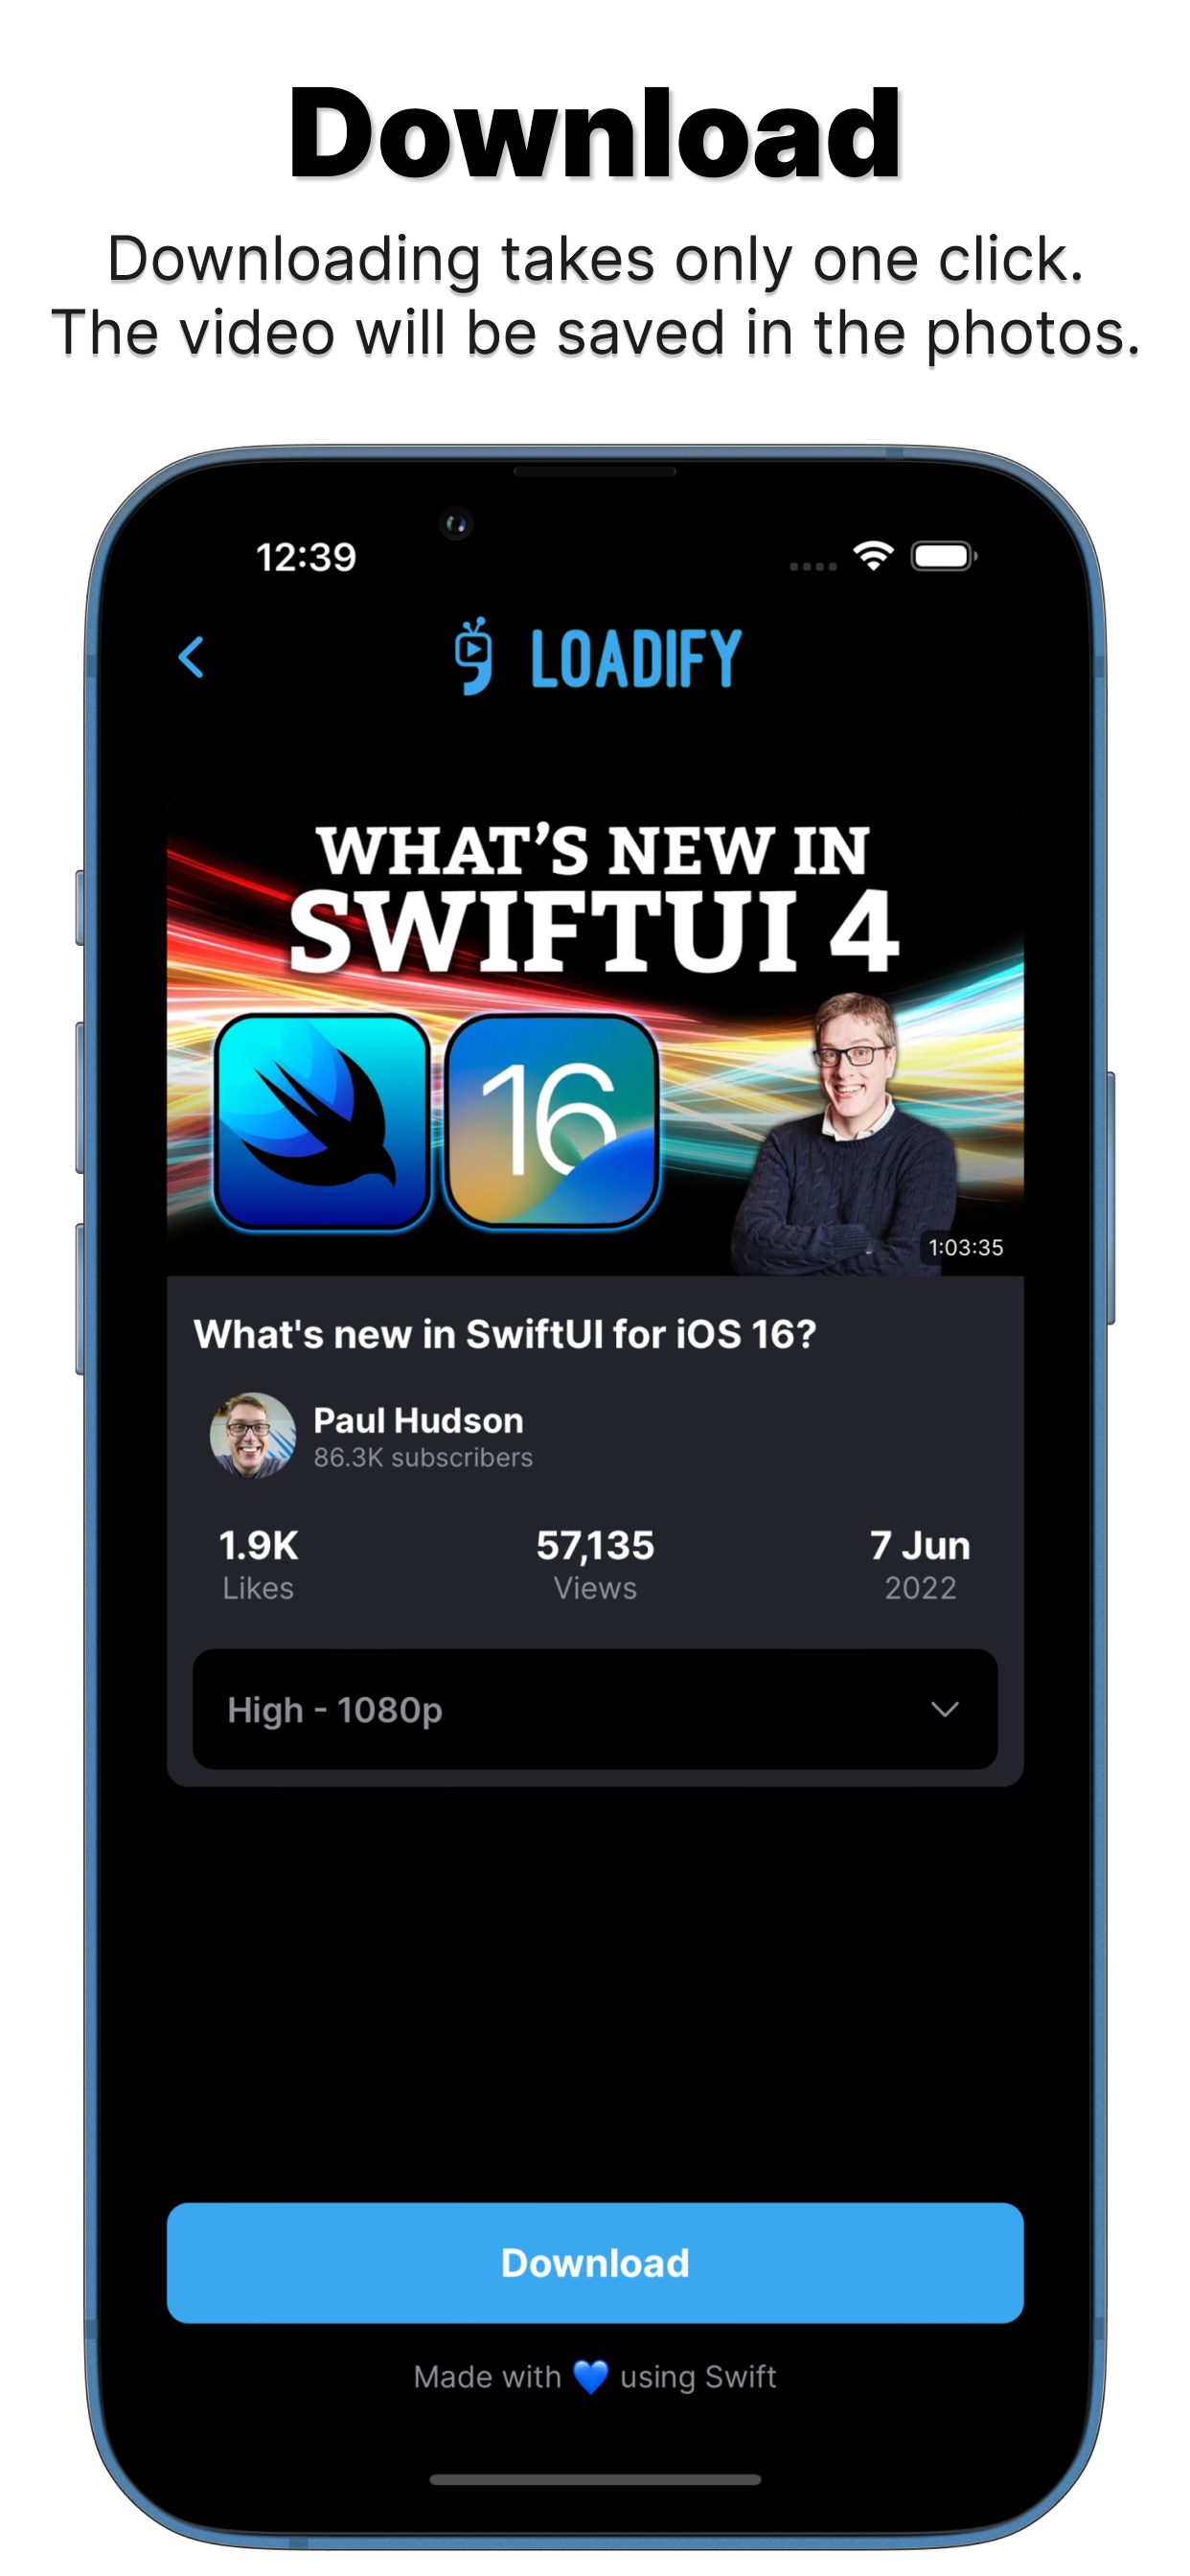 Download
Downloading takes only one click.
The video will be saved in the photos.
12:39
LOADIFY
WHAT'S NEW IN
SWIFTUI 4
16
1:03:35
What's new in SwiftUI for iOS 16?
Paul Hudson
86.3K subscribers
1.9K 57,135 7 Jun
Likes Views 2022
High - 1080p
Download
Made with 💙 using Swift